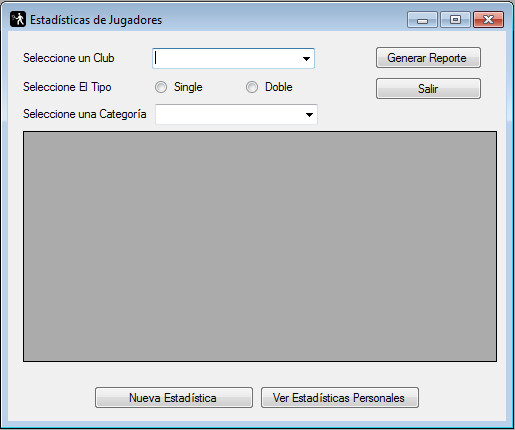 Estadísticas de Jugadores
Seleccione un Club
Generar Reporte
Seleccione El Tipo
Single
Doble
Salir
Seleccione una Categoría
Nueva Estadística
Ver Estadísticas Personales